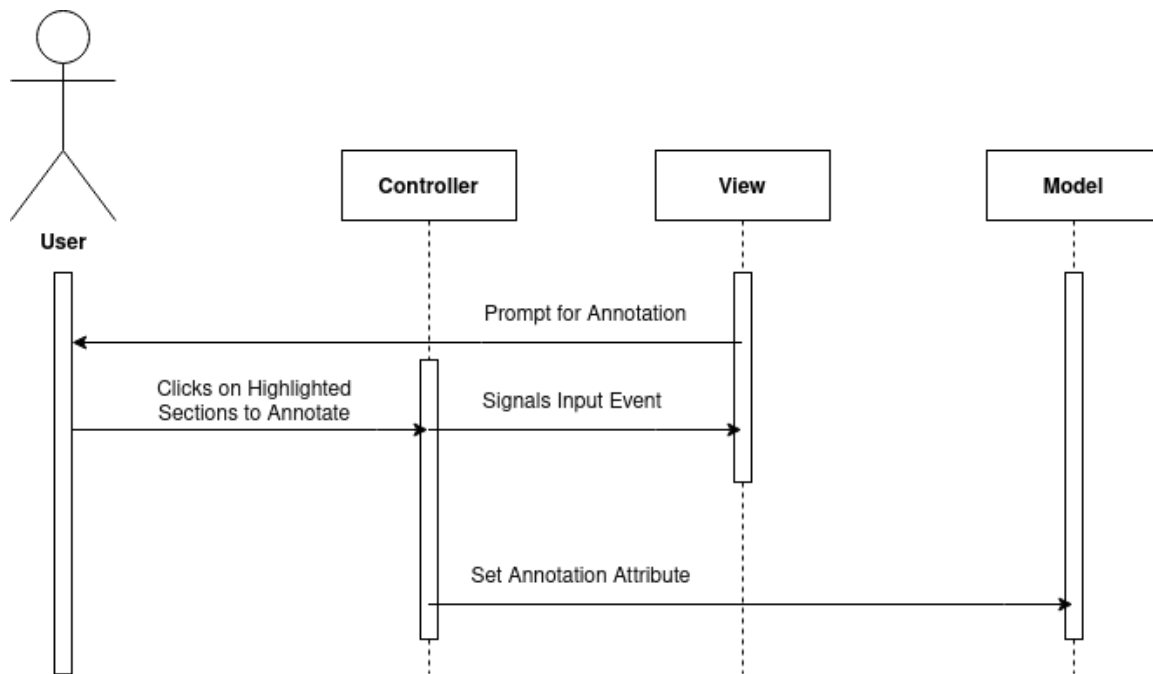 Controller
View
Model
User
Prompt for Annotation
Clicks on Highlighted
Sections to Annotate
Signals Input Event
Set Annotation Attribute